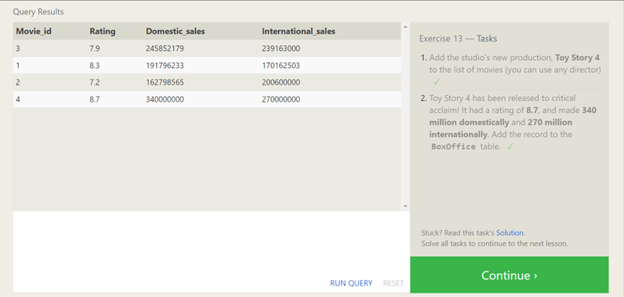 Query Results
Movie_id Rating Domestic_sales International_sales
3 7.9 245852179 239163000
1 8.3 191796233 170162503
2 7.2 162798565 200600000
4 8.7 340000000 270000000
RUN QUERY RESET
Exercise 13 — Tasks
1. Add the studio's new production, Toy Story 4
to the list of movies (you can use any director)
✓
2. Toy Story 4 has been released to critical
acclaim! It had a rating of 8.7, and made 340
million domestically and 270 million
internationally. Add the record to the
BoxOffice table. ✓
Stuck? Read this task's Solution.
Solve all tasks to continue to the next lesson.
Continue ›